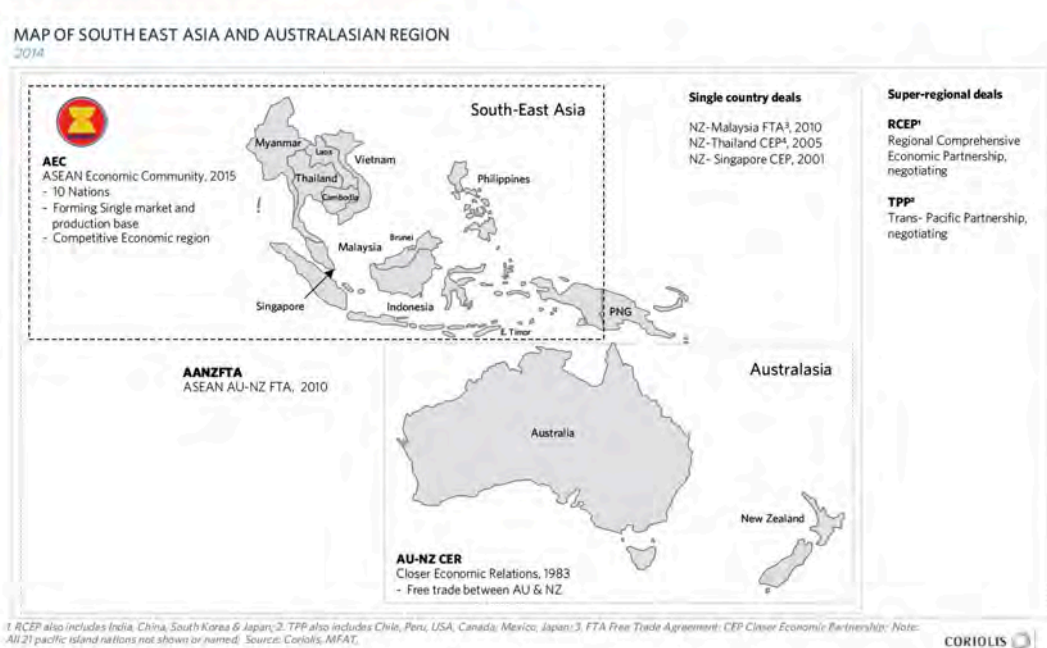 MAP OF SOUTH EAST ASIA AND AUSTRALASIAN REGION
2014
South-East Asia
AEC
ASEAN Economic Community, 2015
- 10 Nations
- Forming Single market and
production base
- Competitive Economic region
Myanmar
Laos
Vietnam
Thailand
Cambodia
Philippines
Malaysia
Brunei
Singapore
Indonesia
PNG
E. Timor
Single country deals
NZ-Malaysia FTA³, 2010
NZ-Thailand CEP⁴, 2005
NZ- Singapore CEP, 2001
Super-regional deals
RCEP¹
Regional Comprehensive
Economic Partnership,
negotiating
TPP²
Trans- Pacific Partnership,
negotiating
AANZFTA
ASEAN AU-NZ FTA, 2010
Australasia
Australia
New Zealand
AU-NZ CER
Closer Economic Relations, 1983
- Free trade between AU & NZ
1. RCEP also includes India, China, South Korea & Japan; 2. TPP also includes Chile, Peru, USA, Canada, Mexico, Japan; 3. FTA Free Trade Agreement; CEP Closer Economic Partnership; Note:
All 21 pacific island nations not shown or named; Source: Coriolis, MFAT,
CORIOLIS